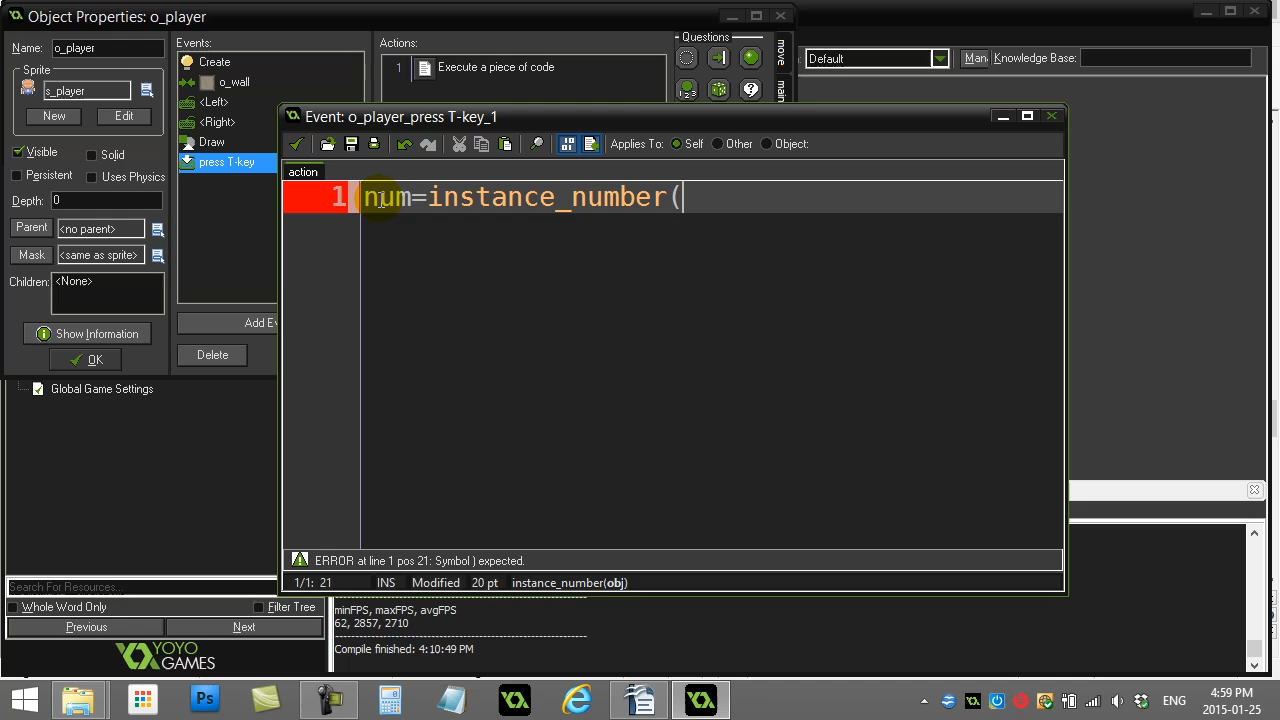 Object Properties: o_player
Name: o_player
Sprite
s_player
New Edit
Visible Solid
Persistent Uses Physics
Depth: 0
Parent <no parent>
Mask <same as sprite>
Children: <None>
Show Information
OK
Events:
Create
o_wall
<Left>
<Right>
Draw
press T-key
Add Ev
Delete
Actions:
1 Execute a piece of code
Questions
move
main
Default
Man
Knowledge Base:
Event: o_player_press T-key_1
Applies To: Self Other Object:
action
1 num=instance_number(
ERROR at line 1 pos 21: Symbol ) expected.
1/1: 21 INS Modified 20 pt instance_number(obj)
Global Game Settings
Search For Resources...
Whole Word Only Filter Tree
Previous Next
YOYO
GAMES
minFPS, maxFPS, avgFPS
62, 2857, 2710
Compile finished: 4:10:49 PM
Ps
ENG
4:59 PM
2015-01-25